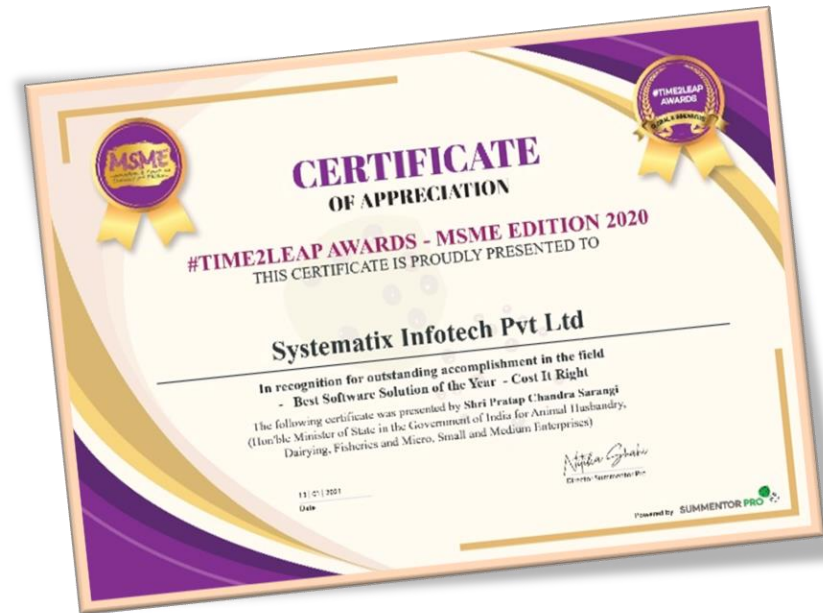 MSME
#TIME2LEAP
AWARDS
CERTIFICATE
OF APPRECIATION
#TIME2LEAP AWARDS - MSME EDITION 2020
THIS CERTIFICATE IS PROUDLY PRESENTED TO
Systematix Infotech Pvt Ltd
In recognition for outstanding accomplishment in the field
- Best Software Solution of the Year - Cost It Right
The following certificate was presented by Shri Pratap Chandra Sarangi
(Hon'ble Minister of State in the Government of India for Animal Husbandry,
Dairying, Fisheries and Micro, Small and Medium Enterprises)
Date
Director Summentor Pro
Powered by SUMMENTOR PRO